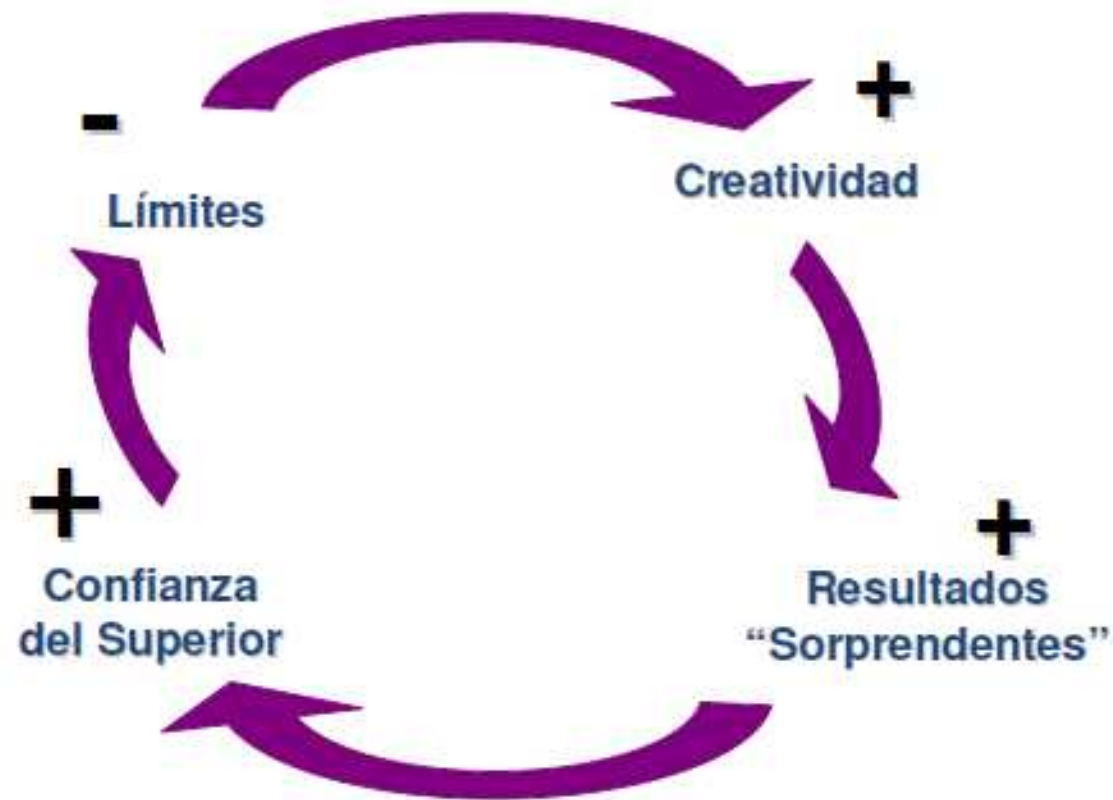 -
+
Creatividad
Límites
+
Resultados
“Sorprendentes”
+
Confianza
del Superior